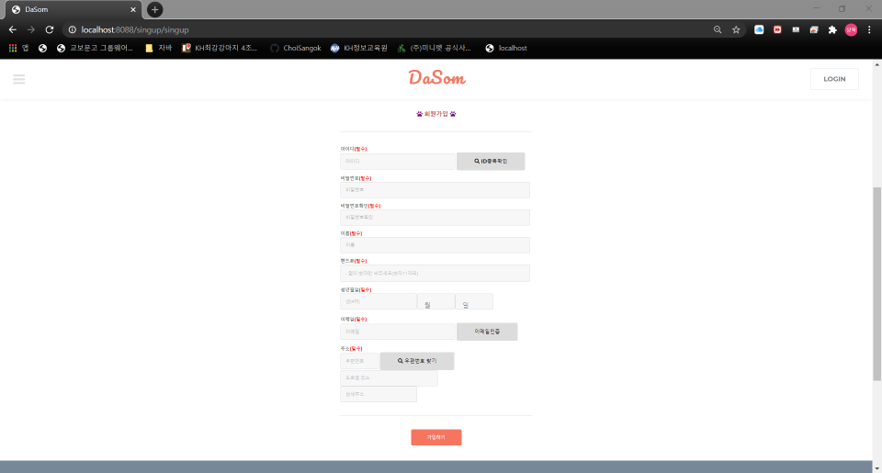 DaSom
localhost:8088/singup/singup
앱 교보문고 그룹웨어... 자바 KH최강강아지 4조... ChoiSangok KH정보교육원 (주)미니펫 공식사... localhost
DaSom
LOGIN
회원가입
아이디(필수)
아이디 ID중복확인
비밀번호(필수)
비밀번호
비밀번호확인(필수)
비밀번호확인
이름(필수)
이름
핸드폰(필수)
생년월일(필수)
년(4자) 월 일
이메일(필수)
이메일 이메일인증
주소(필수)
우편번호 우편번호 찾기
도로명 주소
상세주소
가입하기